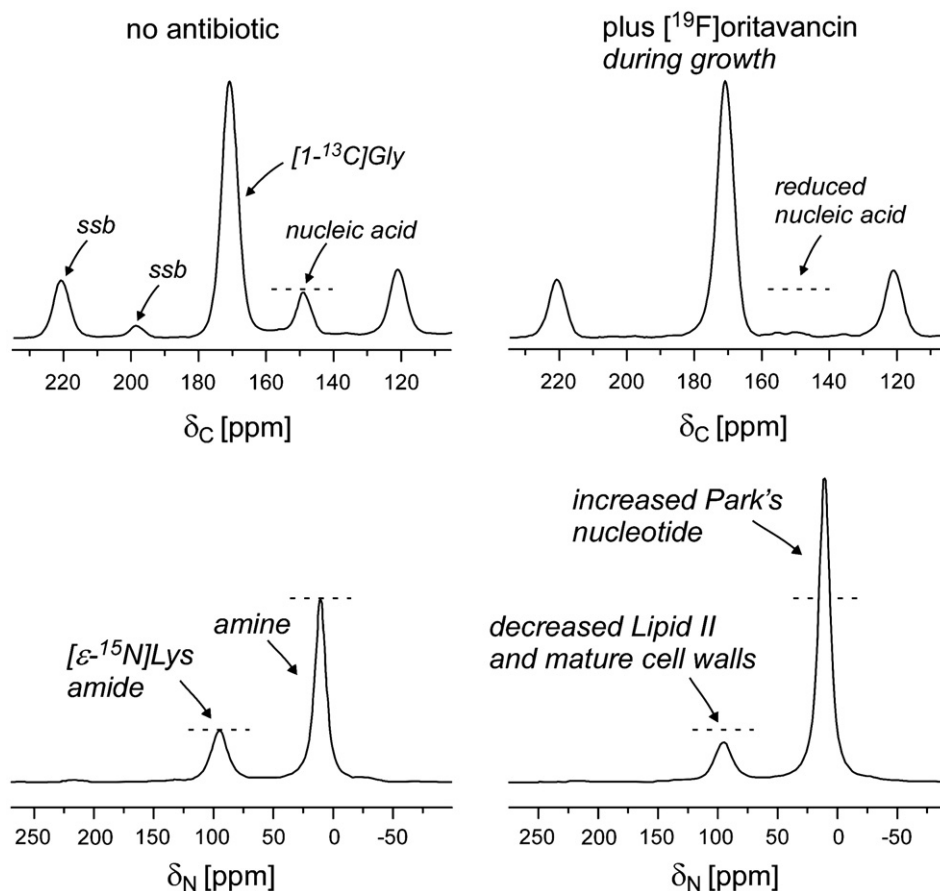 no antibiotic
plus [¹⁹F]oritavancin
during growth
[1-¹³C]Gly
ssb
ssb
nucleic acid
reduced
nucleic acid
220 200 180 160 140 120
δC [ppm]
220 200 180 160 140 120
δC [ppm]
[ε-¹⁵N]Lys
amide
amine
increased Park's
nucleotide
decreased Lipid II
and mature cell walls
250 200 150 100 50 0 -50
δN [ppm]
250 200 150 100 50 0 -50
δN [ppm]